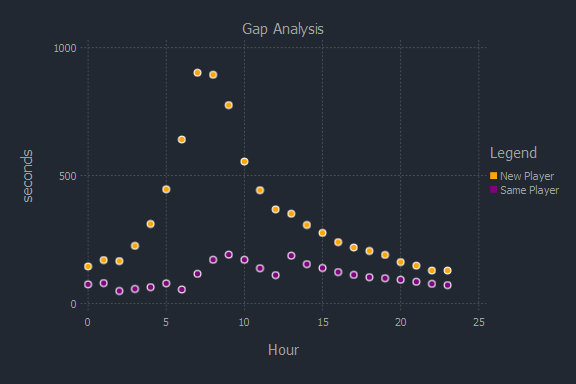 Gap Analysis
1000
500
0
seconds
0 5 10 15 20 25
Hour
Legend
New Player
Same Player